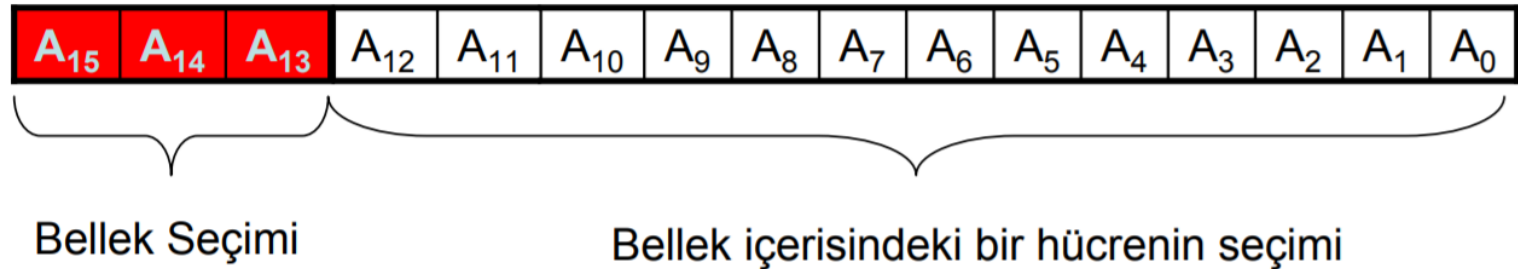 A₁₅ A₁₄ A₁₃ A₁₂ A₁₁ A₁₀ A₉ A₈ A₇ A₆ A₅ A₄ A₃ A₂ A₁ A₀
Bellek Seçimi
Bellek içerisindeki bir hücrenin seçimi